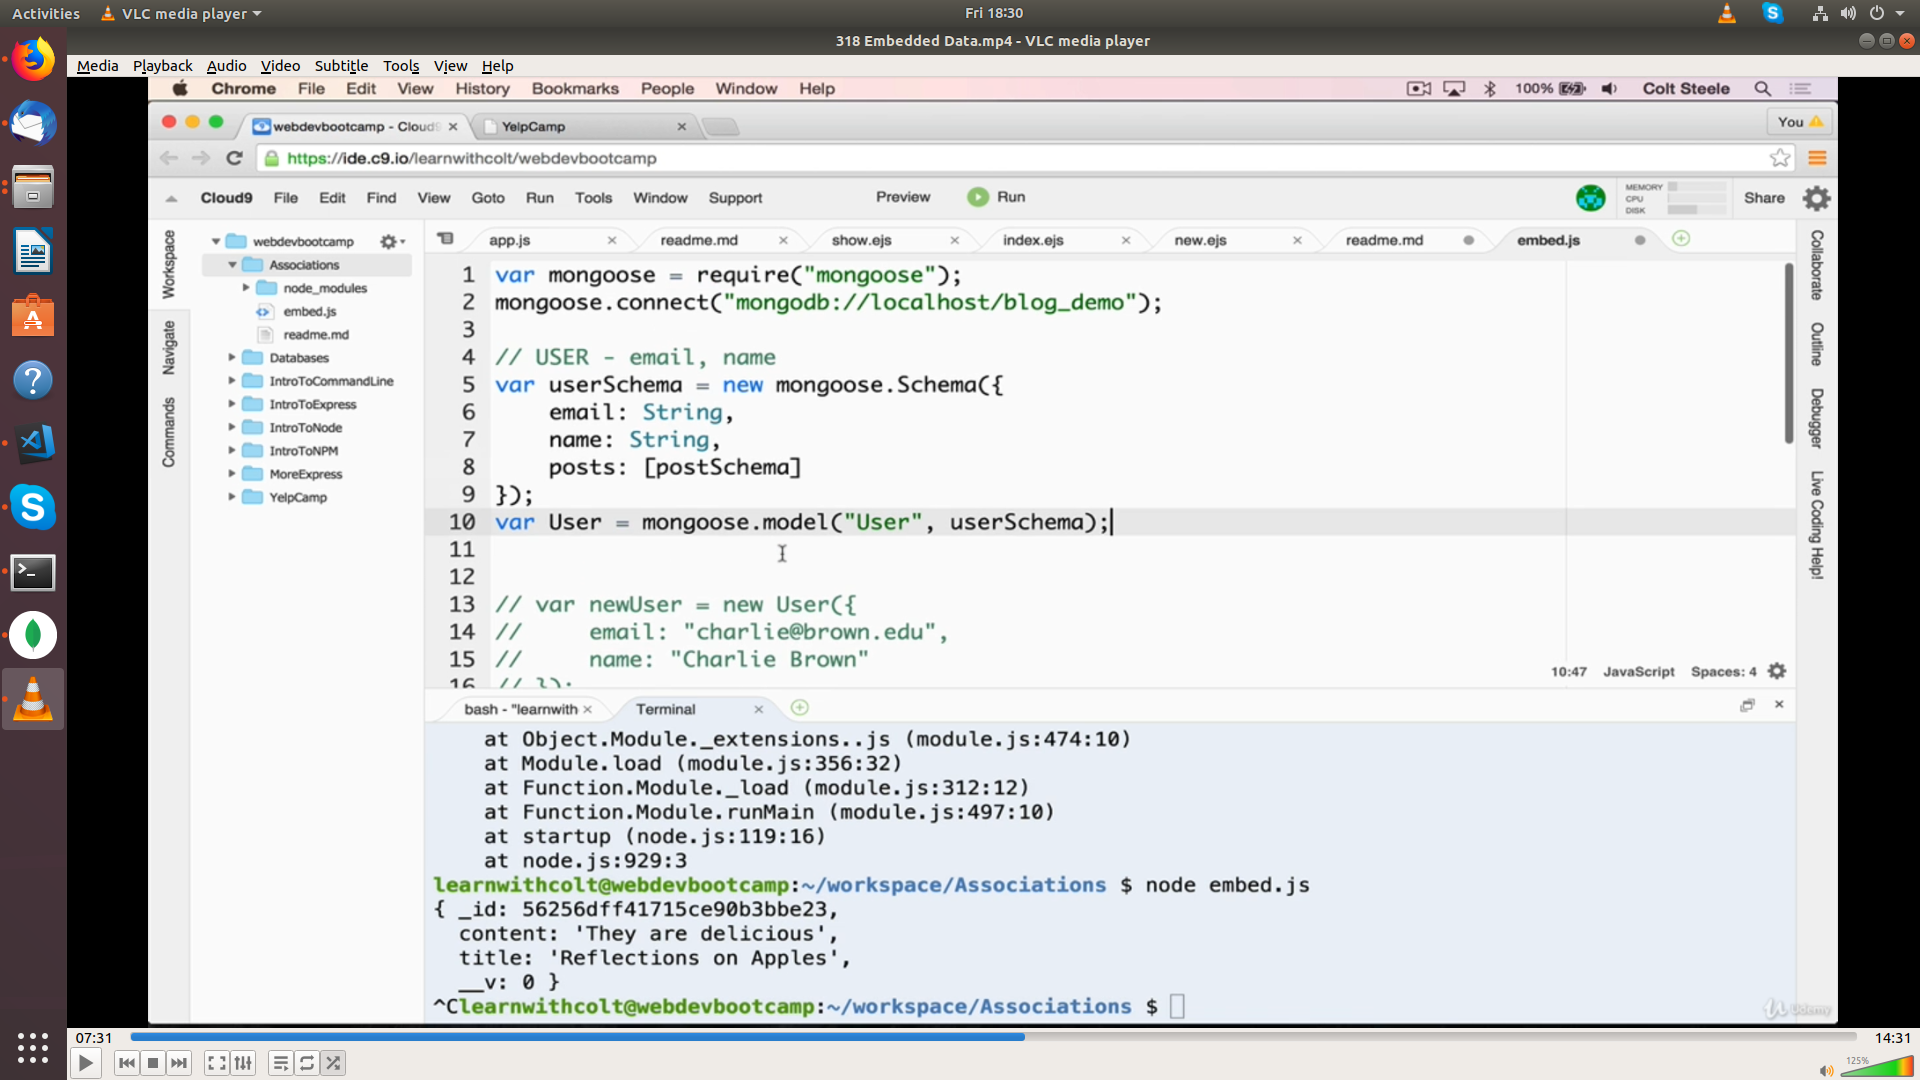 Activities VLC media player Fri 18:30
318 Embedded Data.mp4 - VLC media player
Media Playback Audio Video Subtitle Tools View Help
Chrome File Edit View History Bookmarks People Window Help 100% Colt Steele
webdevbootcamp - Cloud9 YelpCamp You
https://ide.c9.io/learnwithcolt/webdevbootcamp
Cloud9 File Edit Find View Goto Run Tools Window Support Preview Run MEMORY CPU DISK Share
Workspace
Navigate
Commands
webdevbootcamp
Associations
node_modules
embed.js
readme.md
Databases
IntroToCommandLine
IntroToExpress
IntroToNode
IntroToNPM
MoreExpress
YelpCamp
app.js readme.md show.ejs index.ejs new.ejs readme.md embed.js
1 var mongoose = require("mongoose");
2 mongoose.connect("mongodb://localhost/blog_demo");
3
4 // USER - email, name
5 var userSchema = new mongoose.Schema({
6 email: String,
7 name: String,
8 posts: [postSchema]
9 });
10 var User = mongoose.model("User", userSchema);
11
12
13 // var newUser = new User({
14 // email: "charlie@brown.edu",
15 // name: "Charlie Brown"
16 // });
10:47 JavaScript Spaces: 4
Collaborate
Outline
Debugger
Live Coding Help!
bash - "learnwith Terminal
at Object.Module._extensions..js (module.js:474:10)
at Module.load (module.js:356:32)
at Function.Module._load (module.js:312:12)
at Function.Module.runMain (module.js:497:10)
at startup (node.js:119:16)
at node.js:929:3
learnwithcolt@webdevbootcamp:~/workspace/Associations $ node embed.js
{ _id: 56256dff41715ce90b3bbe23,
content: 'They are delicious',
title: 'Reflections on Apples',
__v: 0 }
^Clearnwithcolt@webdevbootcamp:~/workspace/Associations $
Udemy
07:31 14:31
125%